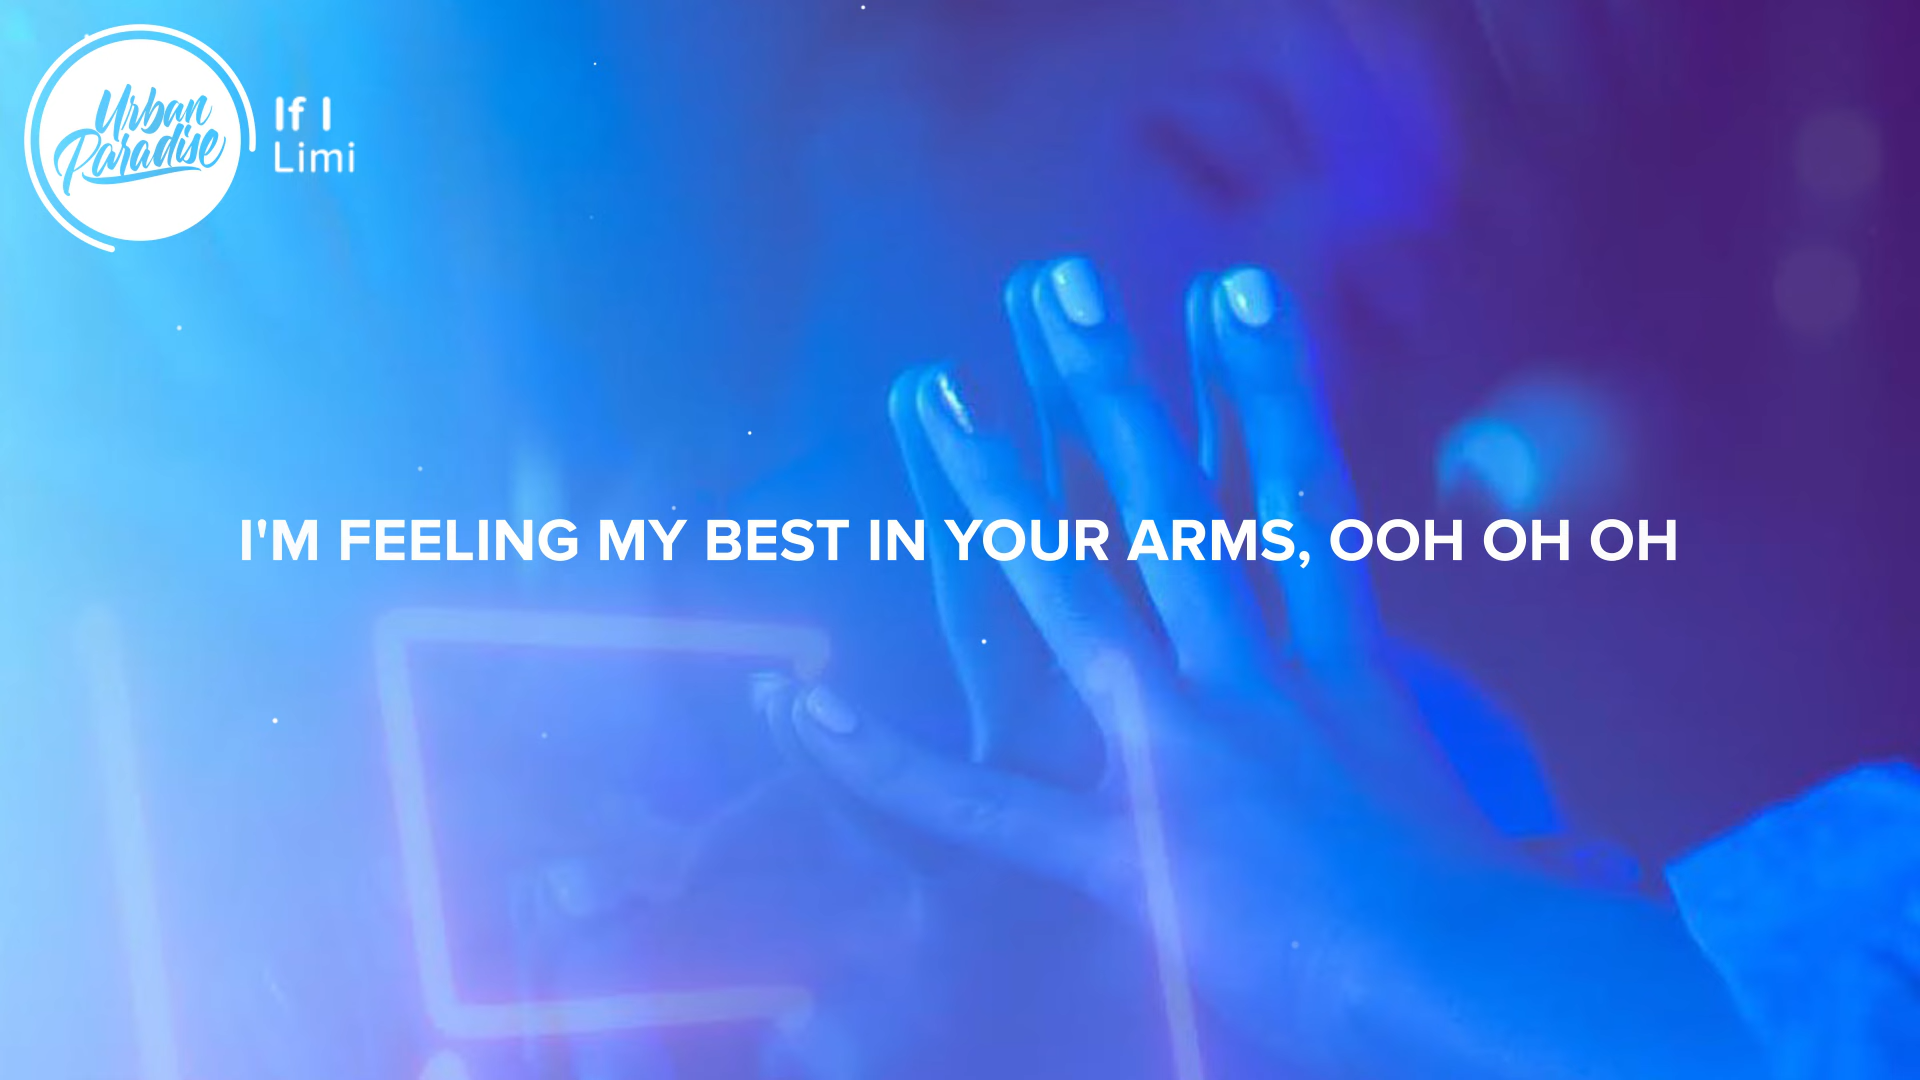 Urban
Paradise
If I
Limi
I'M FEELING MY BEST IN YOUR ARMS, OOH OH OH